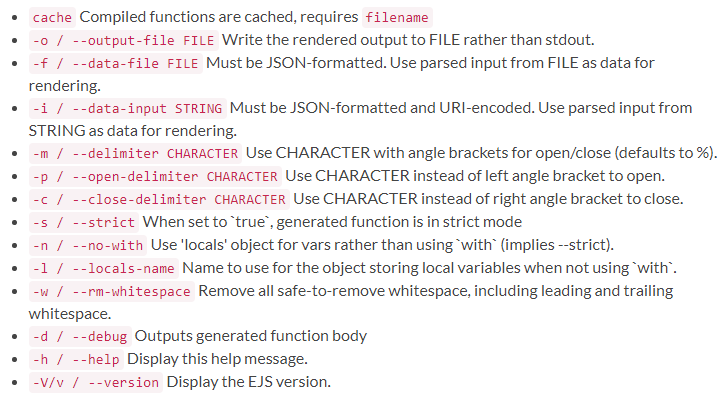 cache Compiled functions are cached, requires filename
-o / --output-file FILE Write the rendered output to FILE rather than stdout.
-f / --data-file FILE Must be JSON-formatted. Use parsed input from FILE as data for
rendering.
-i / --data-input STRING Must be JSON-formatted and URI-encoded. Use parsed input from
STRING as data for rendering.
-m / --delimiter CHARACTER Use CHARACTER with angle brackets for open/close (defaults to %).
-p / --open-delimiter CHARACTER Use CHARACTER instead of left angle bracket to open.
-c / --close-delimiter CHARACTER Use CHARACTER instead of right angle bracket to close.
-s / --strict When set to `true`, generated function is in strict mode
-n / --no-with Use 'locals' object for vars rather than using `with` (implies --strict).
-l / --locals-name Name to use for the object storing local variables when not using `with`.
-w / --rm-whitespace Remove all safe-to-remove whitespace, including leading and trailing
whitespace.
-d / --debug Outputs generated function body
-h / --help Display this help message.
-V/v / --version Display the EJS version.